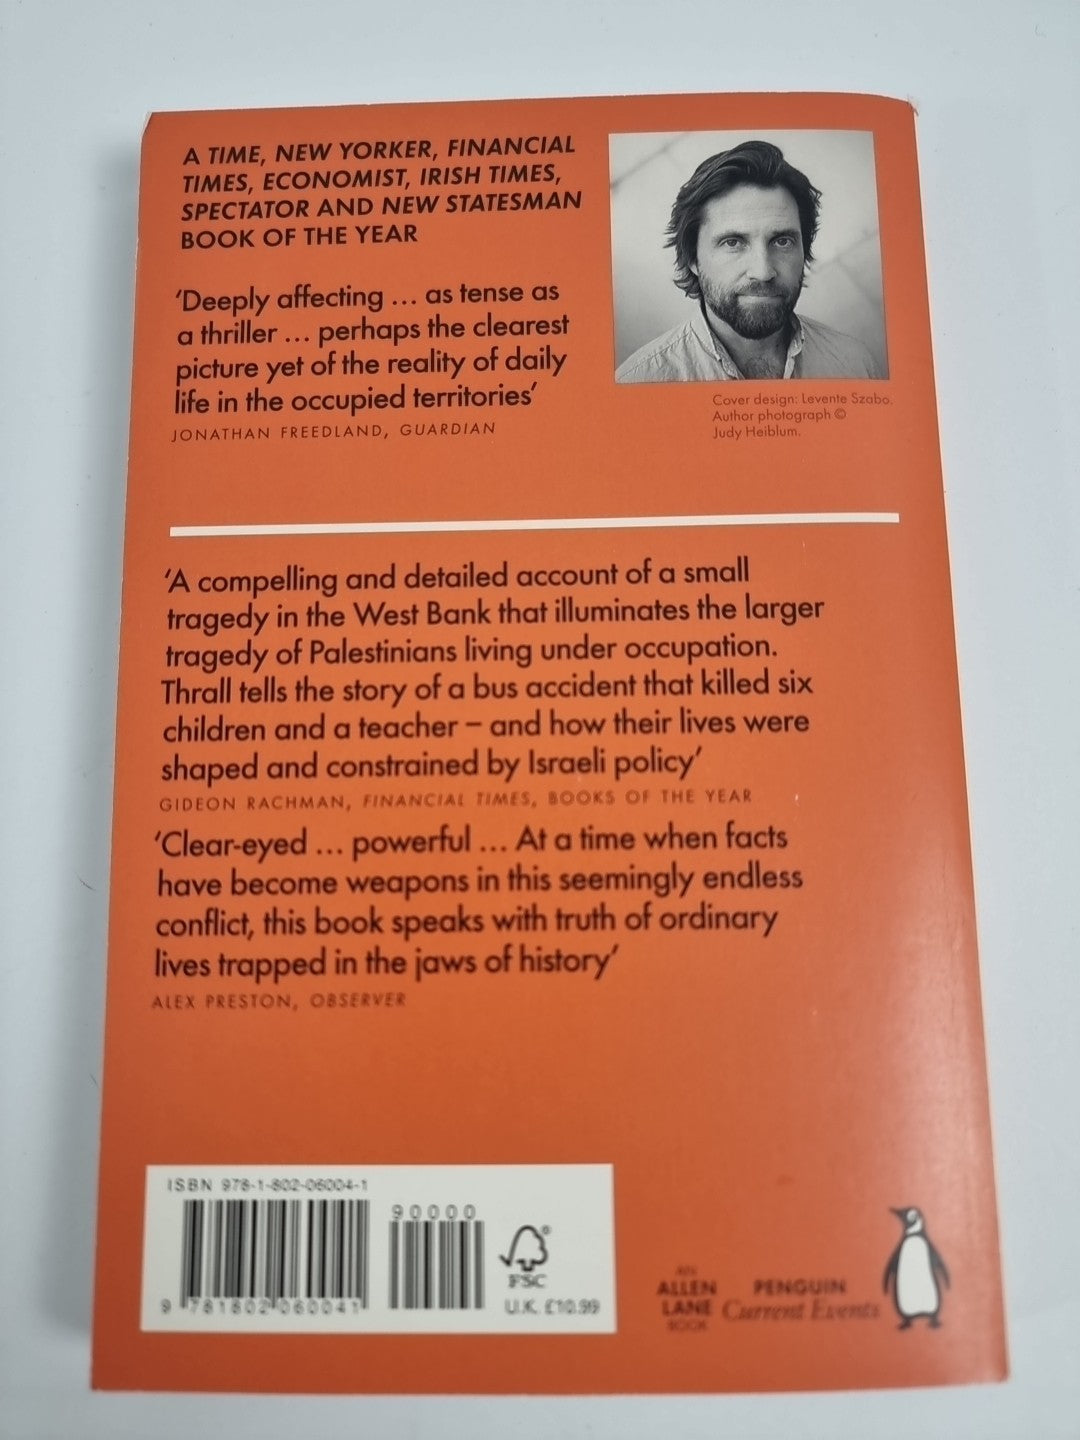 A TIME, NEW YORKER, FINANCIAL
TIMES, ECONOMIST, IRISH TIMES,
SPECTATOR AND NEW STATESMAN
BOOK OF THE YEAR
‘Deeply affecting … as tense as
a thriller … perhaps the clearest
picture yet of the reality of daily
life in the occupied territories’
JONATHAN FREEDLAND, GUARDIAN
Cover design: Levente Szabo.
Author photograph ©
Judy Heiblum.
‘A compelling and detailed account of a small
tragedy in the West Bank that illuminates the larger
tragedy of Palestinians living under occupation.
Thrall tells the story of a bus accident that killed six
children and a teacher – and how their lives were
shaped and constrained by Israeli policy’
GIDEON RACHMAN, FINANCIAL TIMES, BOOKS OF THE YEAR
‘Clear-eyed … powerful … At a time when facts
have become weapons in this seemingly endless
conflict, this book speaks with truth of ordinary
lives trapped in the jaws of history’
ALEX PRESTON, OBSERVER
ISBN 978-1-802-06004-1
90000
9 781802 060041
FSC
U.K. £10.99
AN
ALLEN
LANE
BOOK
PENGUIN
Current Events